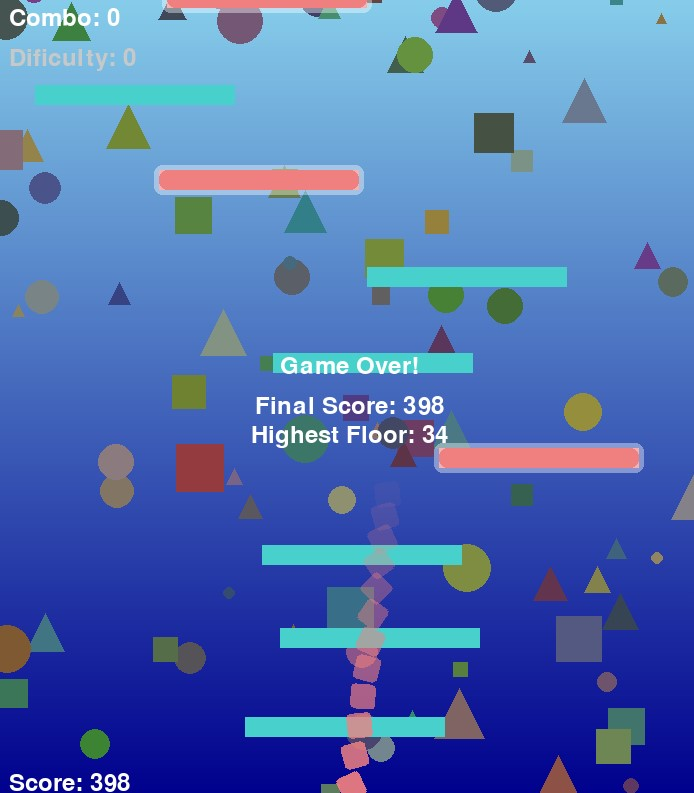 Combo: 0
Dificulty: 0
Game Over!
Final Score: 398
Highest Floor: 34
Score: 398